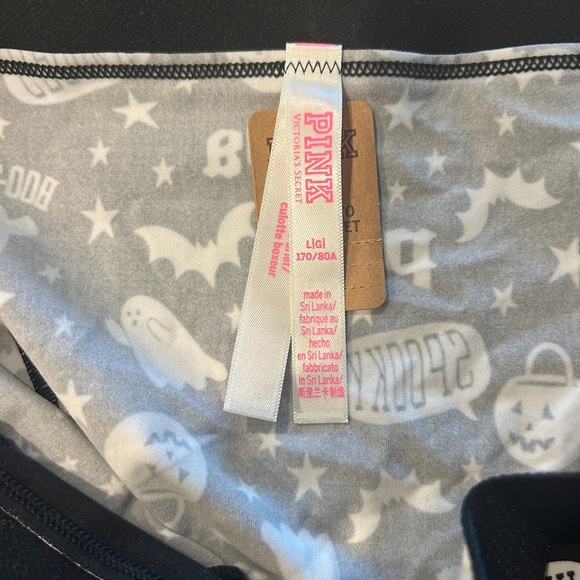 PINK
VICTORIA'S SECRET
L|G|
170/80A
made in
Sri Lanka/
fabriqué au
Sri Lanka/
hecho
en Sri Lanka/
fabbricato
in Sri Lanka/
斯里兰卡制造
culotte boxeur
SPOOKY